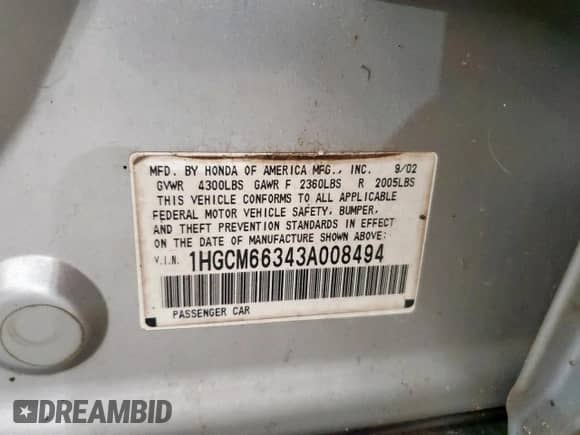 MFD. BY HONDA OF AMERICA MFG., INC. 9/02
GVWR 4300LBS GAWR F 2360LBS R 2005LBS
THIS VEHICLE CONFORMS TO ALL APPLICABLE
FEDERAL MOTOR VEHICLE SAFETY, BUMPER,
AND THEFT PREVENTION STANDARDS IN EFFECT
ON THE DATE OF MANUFACTURE SHOWN ABOVE:
V.I.N. 1HGCM66343A008494
PASSENGER CAR
DREAMBID